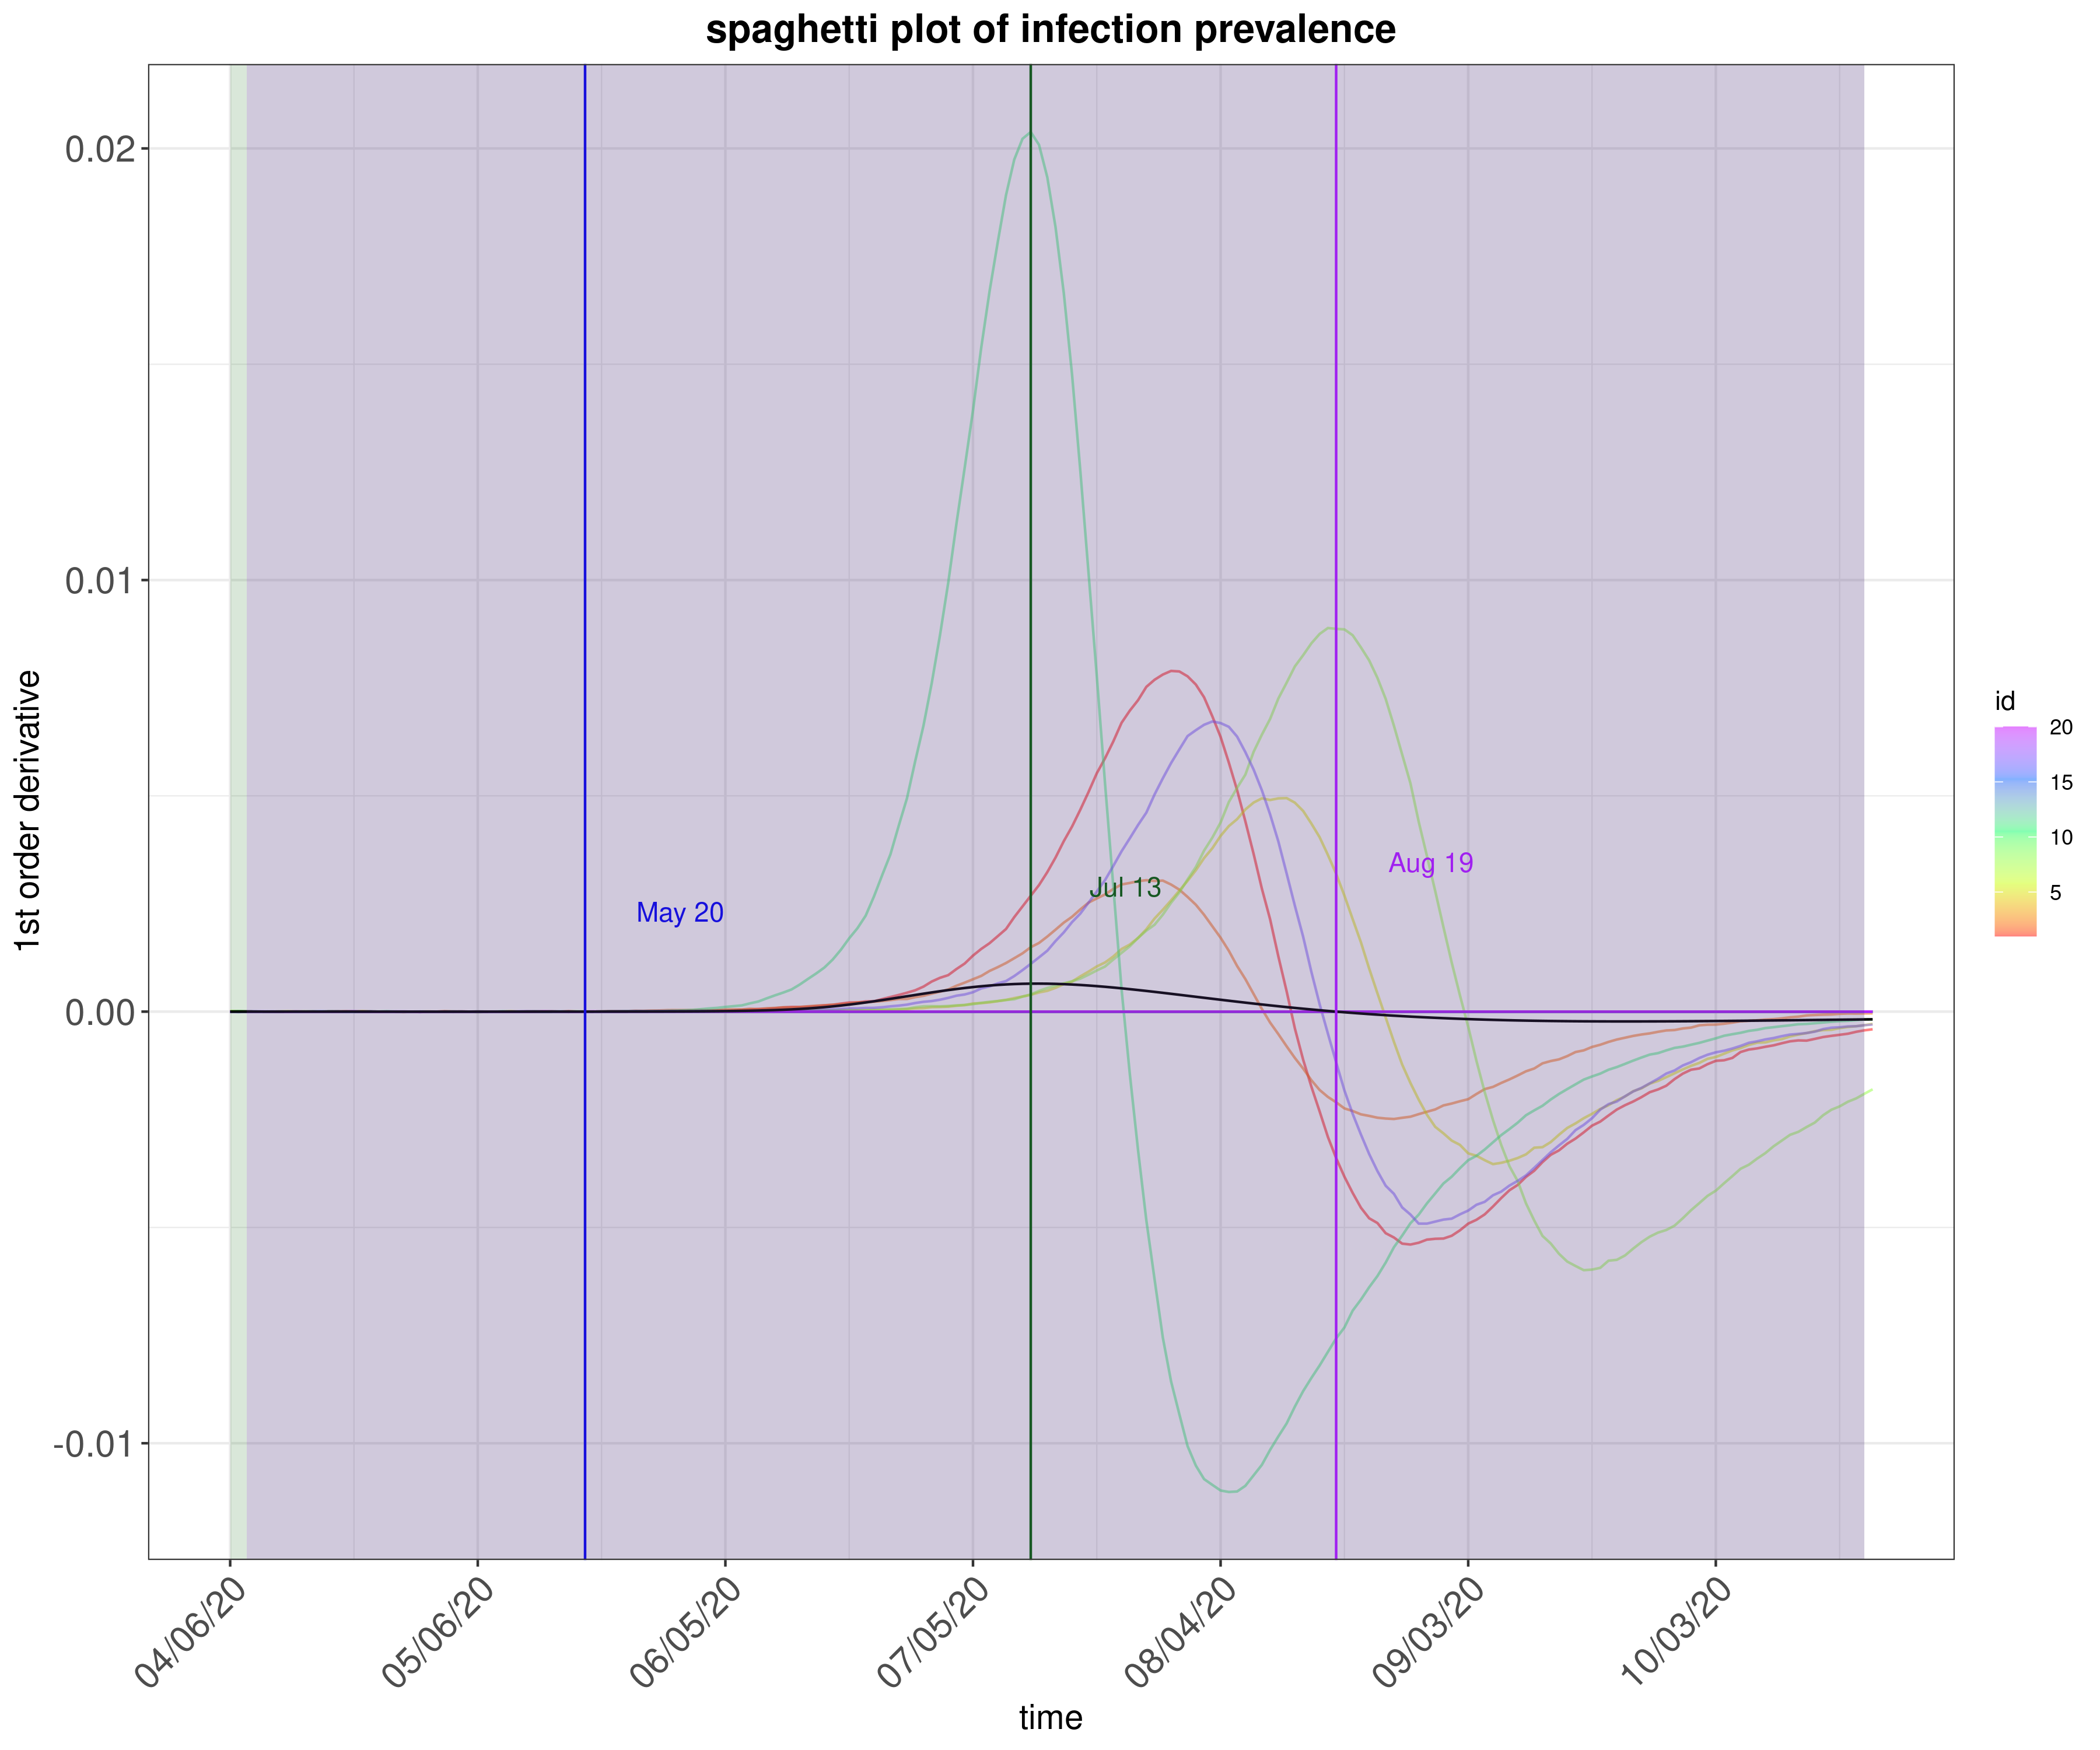 spaghetti plot of infection prevalence
1st order derivative
0.02
0.01
0.00
-0.01
May 20
Jul 13
Aug 19
04/06/20
05/06/20
06/05/20
07/05/20
08/04/20
09/03/20
10/03/20
time
id
20
15
10
5